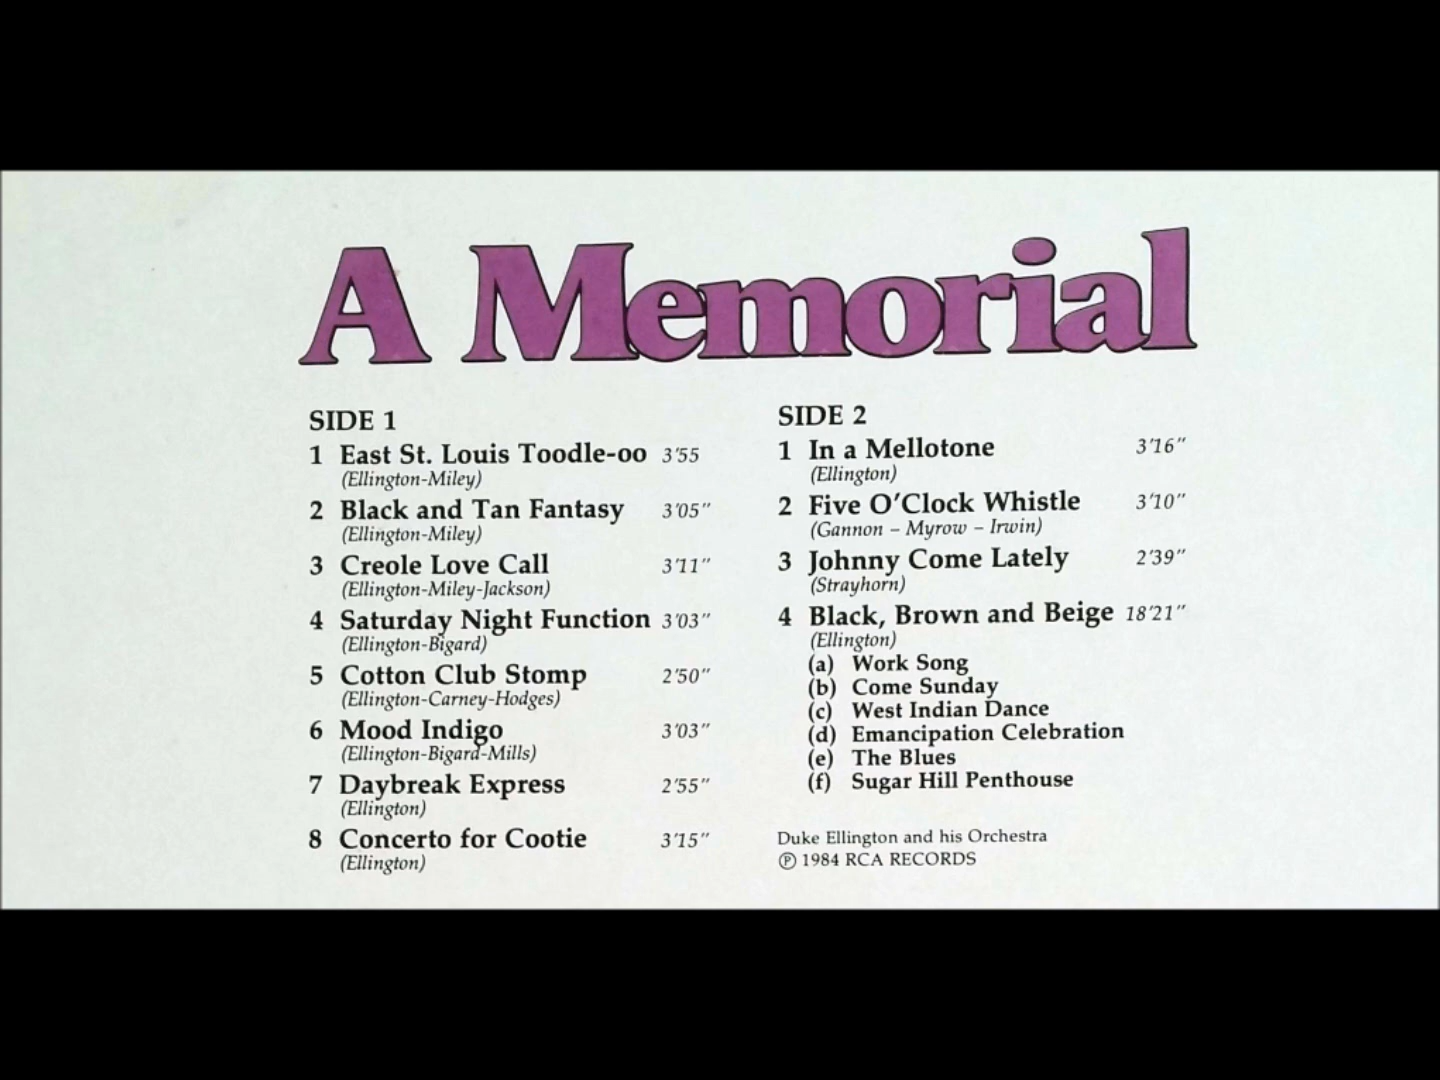 A Memorial
SIDE 1
1 East St. Louis Toodle-oo 3'55
(Ellington-Miley)
2 Black and Tan Fantasy 3'05"
(Ellington-Miley)
3 Creole Love Call 3'11"
(Ellington-Miley-Jackson)
4 Saturday Night Function 3'03"
(Ellington-Bigard)
5 Cotton Club Stomp 2'50"
(Ellington-Carney-Hodges)
6 Mood Indigo 3'03"
(Ellington-Bigard-Mills)
7 Daybreak Express 2'55"
(Ellington)
8 Concerto for Cootie 3'15"
(Ellington)
SIDE 2
1 In a Mellotone 3'16"
(Ellington)
2 Five O'Clock Whistle 3'10"
(Gannon – Myrow – Irwin)
3 Johnny Come Lately 2'39"
(Strayhorn)
4 Black, Brown and Beige 18'21"
(Ellington)
(a) Work Song
(b) Come Sunday
(c) West Indian Dance
(d) Emancipation Celebration
(e) The Blues
(f) Sugar Hill Penthouse
Duke Ellington and his Orchestra
℗ 1984 RCA RECORDS